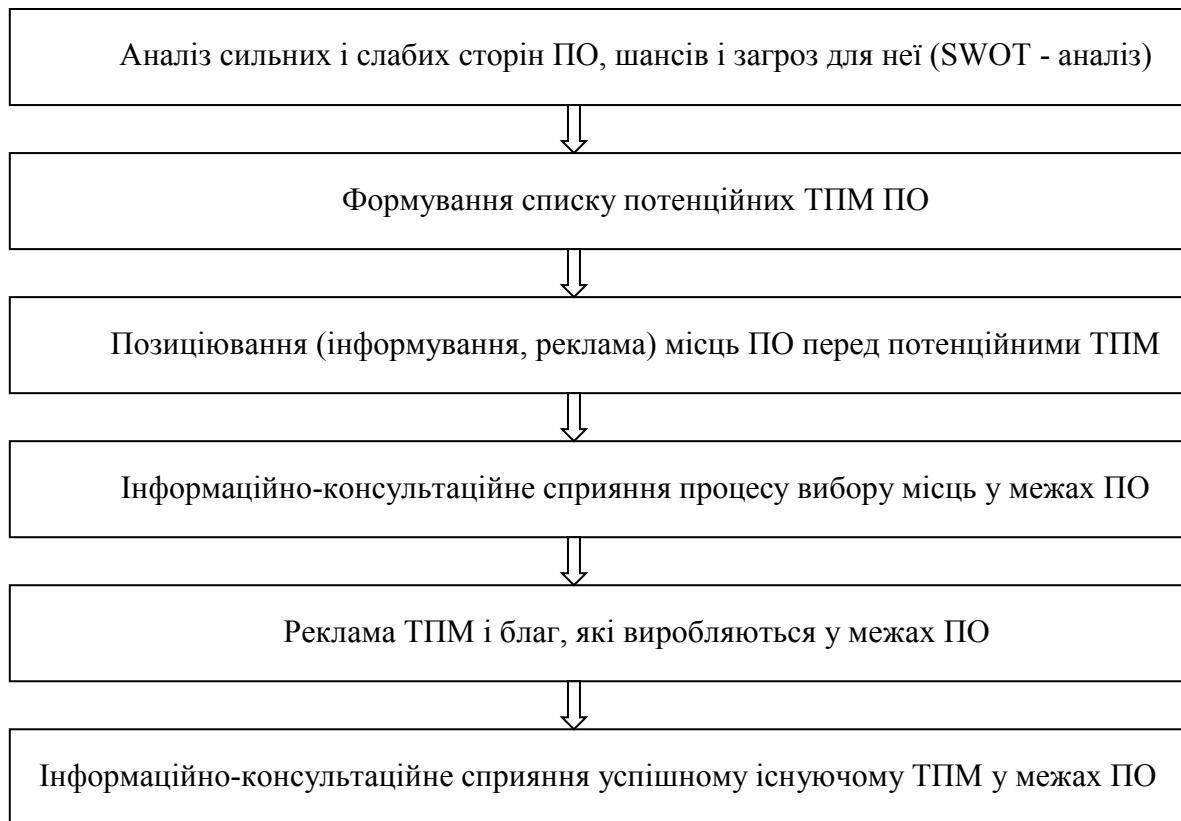 Аналіз сильних і слабих сторін ПО, шансів і загроз для неї (SWOT - аналіз)
Формування списку потенційних ТПМ ПО
Позиціювання (інформування, реклама) місць ПО перед потенційними ТПМ
Інформаційно-консультаційне сприяння процесу вибору місць у межах ПО
Реклама ТПМ і благ, які виробляються у межах ПО
Інформаційно-консультаційне сприяння успішному існуючому ТПМ у межах ПО